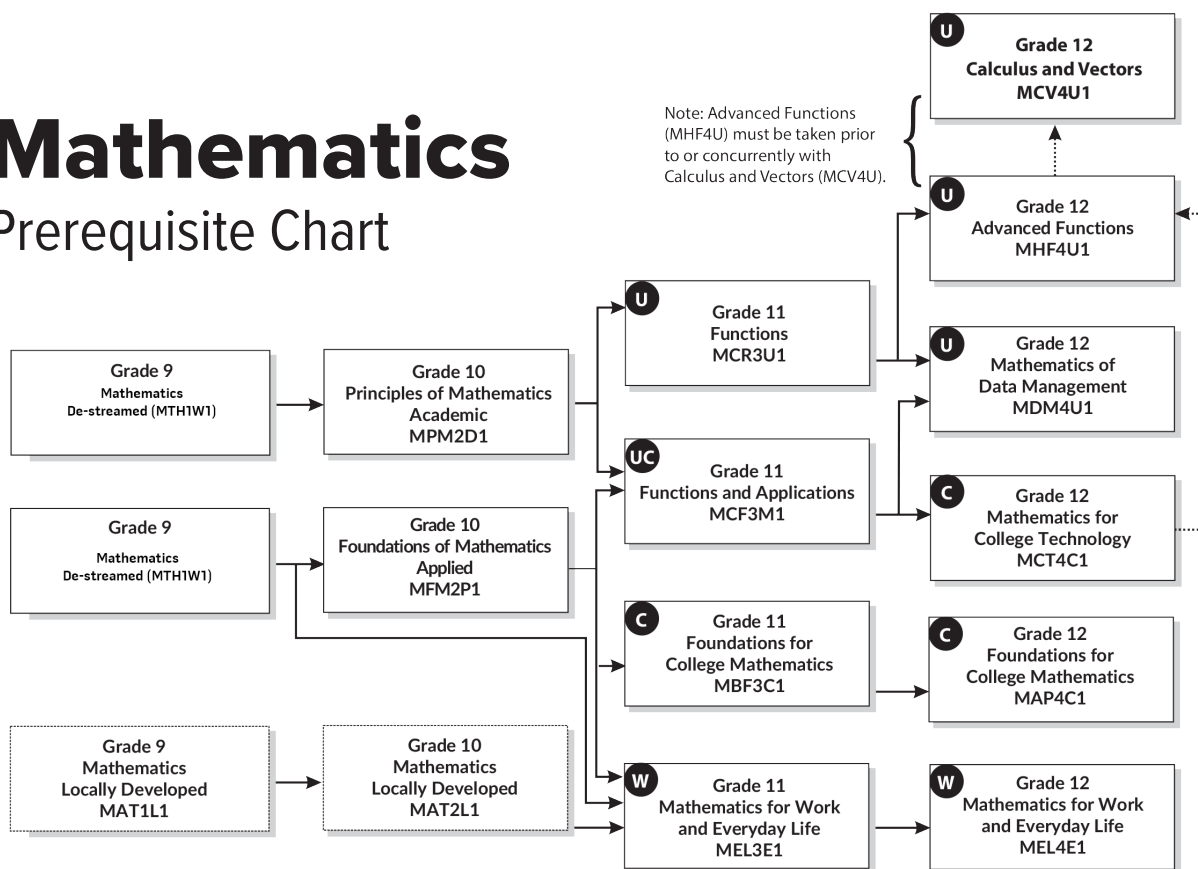 Mathematics
Prerequisite Chart
Note: Advanced Functions
(MHF4U) must be taken prior
to or concurrently with
Calculus and Vectors (MCV4U).
U
Grade 12
Calculus and Vectors
MCV4U1
U
Grade 12
Advanced Functions
MHF4U1
Grade 9
Mathematics
De-streamed (MTH1W1)
Grade 10
Principles of Mathematics
Academic
MPM2D1
U
Grade 11
Functions
MCR3U1
U
Grade 12
Mathematics of
Data Management
MDM4U1
Grade 9
Mathematics
De-streamed (MTH1W1)
Grade 10
Foundations of Mathematics
Applied
MFM2P1
UC
Grade 11
Functions and Applications
MCF3M1
C
Grade 12
Mathematics for
College Technology
MCT4C1
C
Grade 11
Foundations for
College Mathematics
MBF3C1
C
Grade 12
Foundations for
College Mathematics
MAP4C1
Grade 9
Mathematics
Locally Developed
MAT1L1
Grade 10
Mathematics
Locally Developed
MAT2L1
W
Grade 11
Mathematics for Work
and Everyday Life
MEL3E1
W
Grade 12
Mathematics for Work
and Everyday Life
MEL4E1